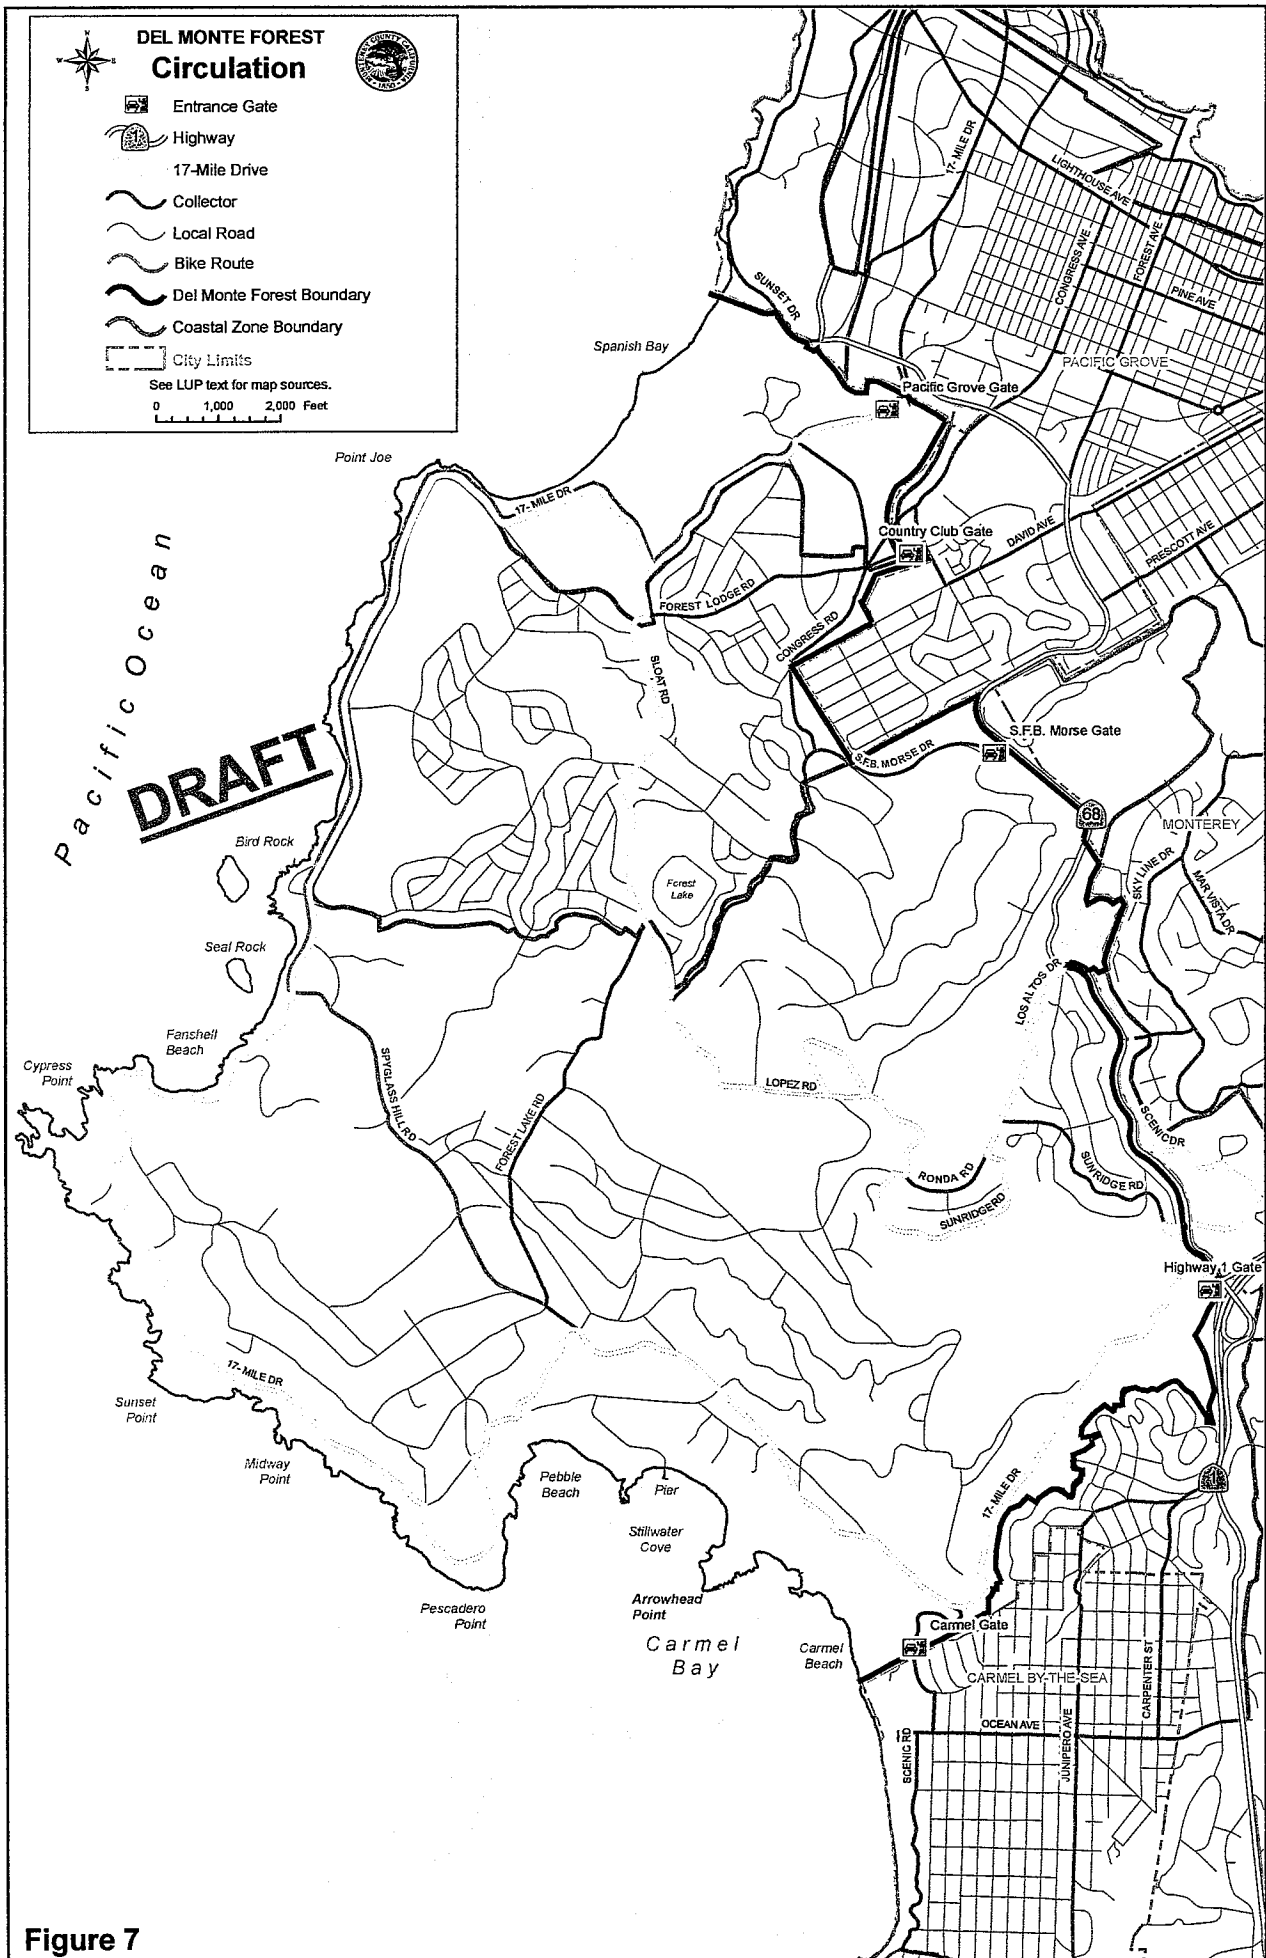 DEL MONTE FOREST
Circulation
Entrance Gate
1
Highway
17-Mile Drive
Collector
Local Road
Bike Route
Del Monte Forest Boundary
Coastal Zone Boundary
City Limits
See LUP text for map sources.
0 1,000 2,000 Feet
MONTEREY COUNTY CALIFORNIA
1850
17- MILE DR
LIGHTHOUSE AVE
CONGRESS AVE
FOREST AVE
PINE AVE
SUNSET DR
Spanish Bay
PACIFIC GROVE
Pacific Grove Gate
Point Joe
17- MILE DR
Country Club Gate
DAVID AVE
PRESCOTT AVE
FOREST LODGE RD
CONGRESS RD
SLOAT RD
Pacific Ocean
DRAFT
S.F.B. Morse Gate
S.F.B. MORSE DR
68
MONTEREY
SKY LINE DR
MAR VISTA DR
Bird Rock
Forest
Lake
Seal Rock
LOS ALTOS DR
Fanshell
Beach
Cypress
Point
SPYGLASS HILL RD
FOREST LAKE RD
LOPEZ RD
SCENIC DR
RONDA RD
SUNRIDGE RD
SUNRIDGE RD
Highway 1 Gate
17- MILE DR
Sunset
Point
Midway
Point
Pebble
Beach
Pier
17- MILE DR
1
Stillwater
Cove
Pescadero
Point
Arrowhead
Point
Carmel
Bay
Carmel
Beach
Carmel Gate
CARMEL BY-THE-SEA
CARPENTER ST
OCEAN AVE
SCENIC RD
JUNIPERO AVE
Figure 7